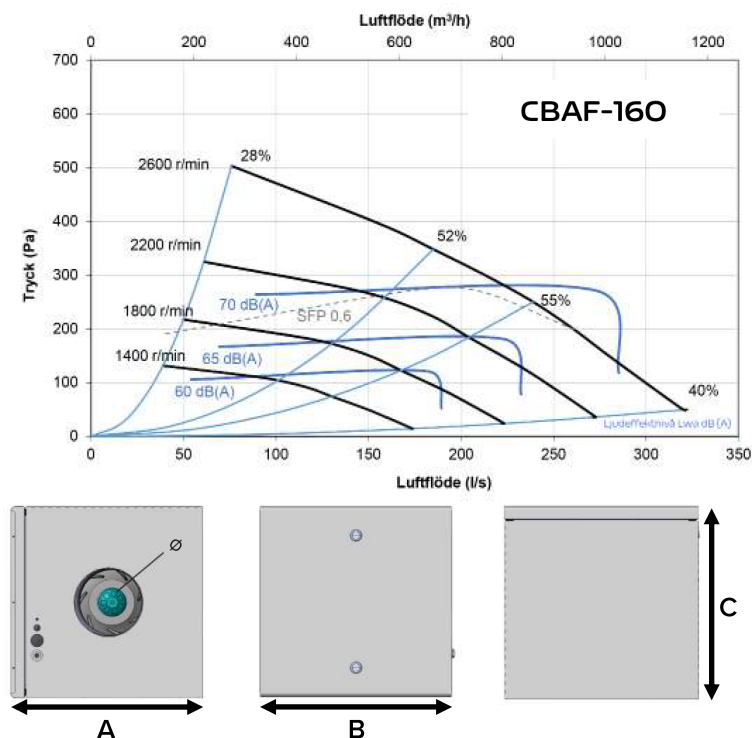 Luftflöde (m³/h)
0 200 400 600 800 1000 1200
700
600
500
400
300
200
100
0
Tryck (Pa)
CBAF-160
2600 r/min
28%
2200 r/min
52%
1800 r/min
70 dB(A)
SFP 0,6
55%
1400 r/min
65 dB(A)
60 dB(A)
40%
Ljudeffektnivå Lwa dB(A)
0 50 100 150 200 250 300 350
Luftflöde (l/s)
Ø
A
B
C